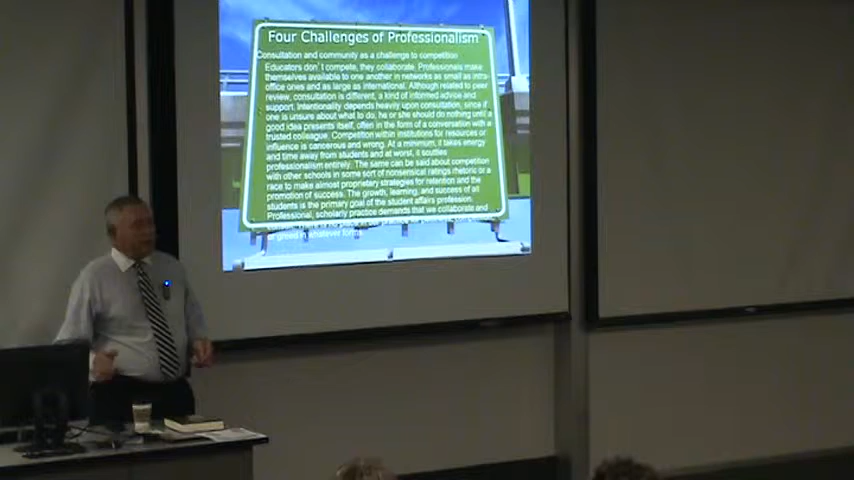 Four Challenges of Professionalism
Consultation and community as a challenge to competition
Educators don't compete, they collaborate. Professionals make
themselves available to one another in networks as small as intra-
office ones and as large as international. Although related to peer
review, consultation is different, a kind of informed advice and
support. Intentionality depends heavily upon consultation, since if
one is unsure about what to do, he or she should do nothing until a
good idea presents itself, often in the form of a conversation with a
trusted colleague. Competition within institutions for resources or
influence is cancerous and wrong. At a minimum, it takes energy
and time away from students and at worst, it scuttles
professionalism entirely. The same can be said about competition
with other schools in some sort of nonsensical ratings rhetoric or a
race to make almost proprietary strategies for retention and the
promotion of success. The growth, learning, and success of all
students is the primary goal of the student affairs profession.
Professional, scholarly practice demands that we collaborate and
or greed in whatever form